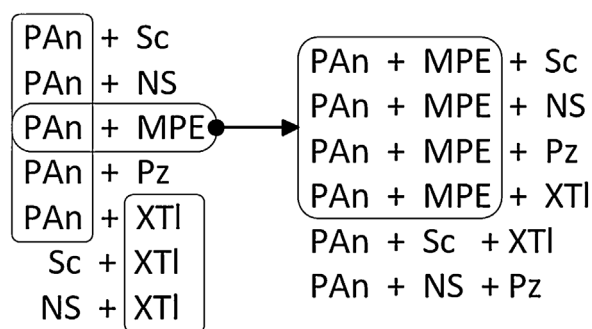 PAn + Sc
PAn + NS
PAn + MPE
PAn + Pz
PAn + XTl
Sc + XTl
NS + XTl
PAn + MPE + Sc
PAn + MPE + NS
PAn + MPE + Pz
PAn + MPE + XTl
PAn + Sc + XTl
PAn + NS + Pz